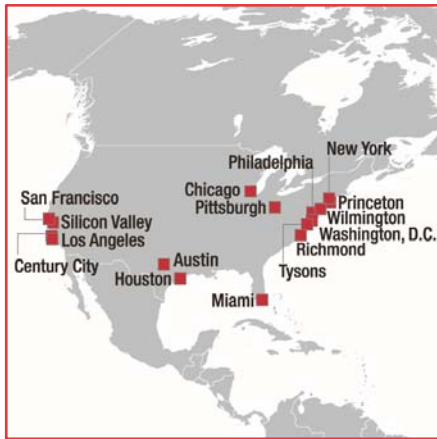 New York
Philadelphia
Chicago
Princeton
Pittsburgh
Wilmington
San Francisco
Washington, D.C.
Silicon Valley
Richmond
Los Angeles
Century City
Austin
Tysons
Houston
Miami